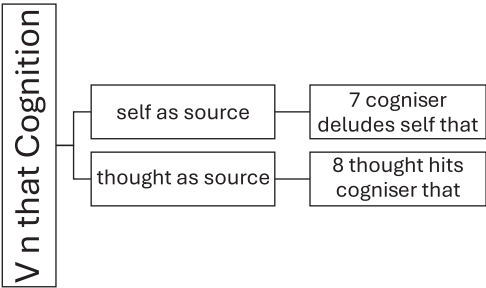 V n that Cognition
self as source
7 cogniser
deludes self that
thought as source
8 thought hits
cogniser that